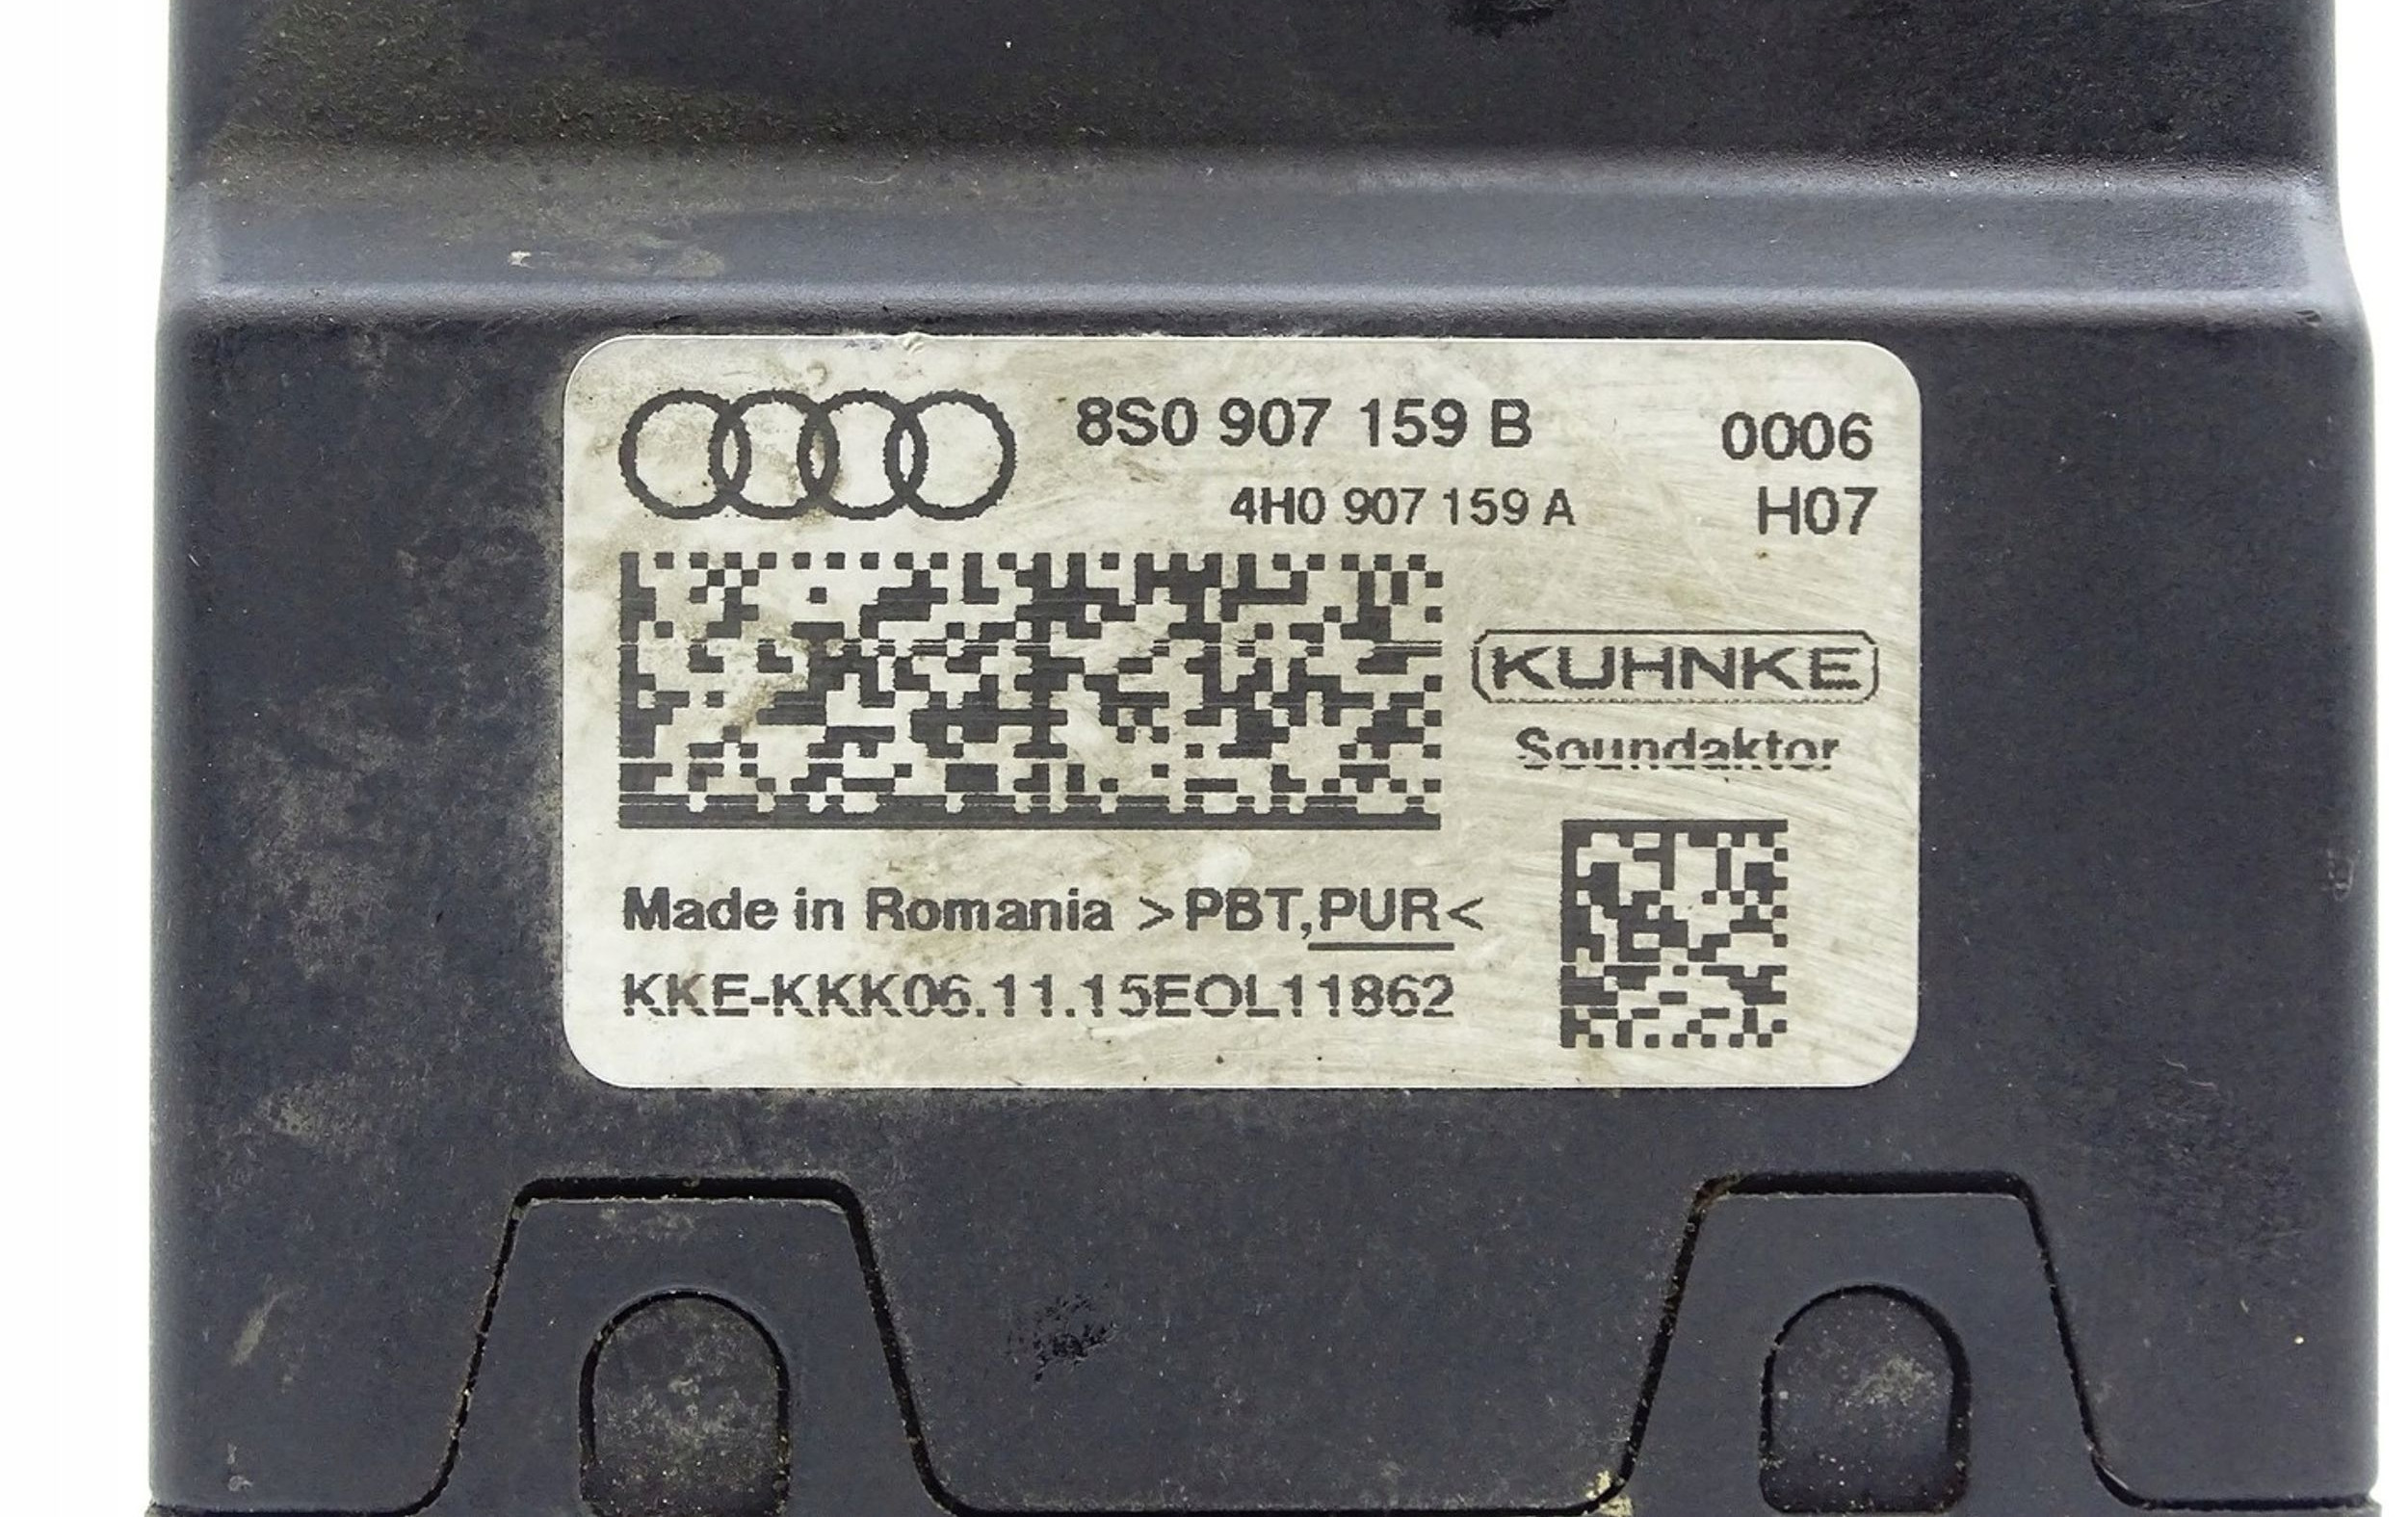 8S0 907 159 B 0006
4H0 907 159 A H07
KUHNKE
Soundaktor
Made in Romania >PBT,PUR<
KKE-KKK06.11.15EOL11862